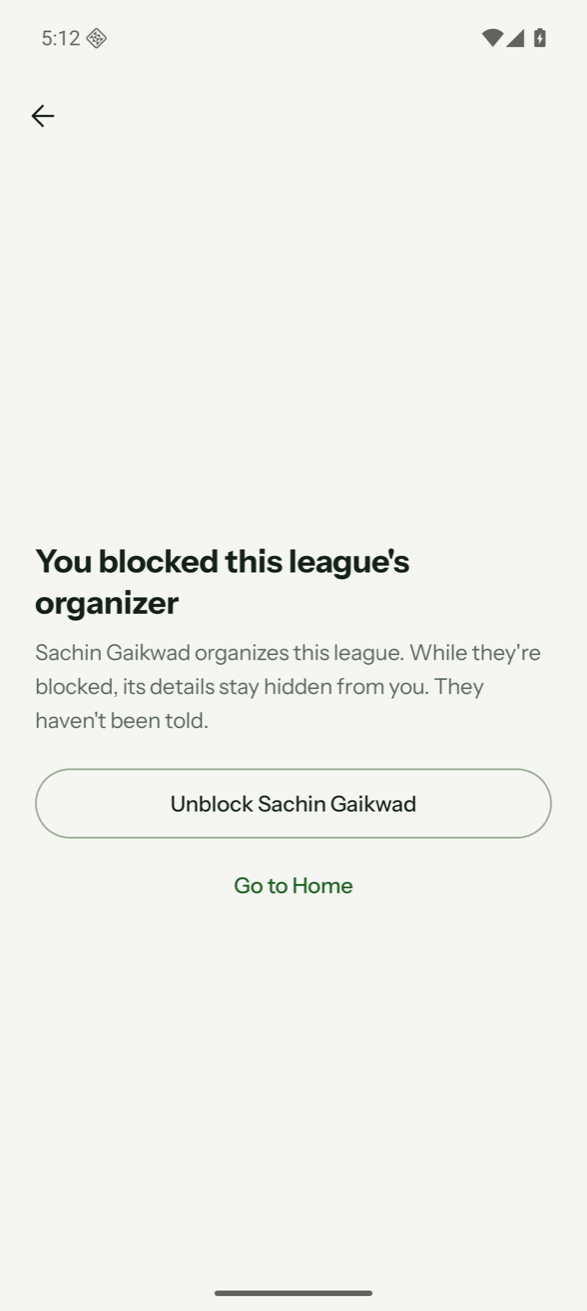 5:12
You blocked this league's
organizer
Sachin Gaikwad organizes this league. While they're
blocked, its details stay hidden from you. They
haven't been told.
Unblock Sachin Gaikwad
Go to Home